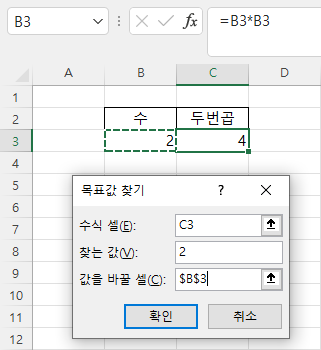 B3
fx
=B3*B3
A B C D
1
2 수 두번곱
3 2 4
4
5
6
7
8
9
10
11
12
목표값 찾기 ? ×
수식 셀(E): C3
찾는 값(V): 2
값을 바꿀 셀(C): $B$3
확인 취소